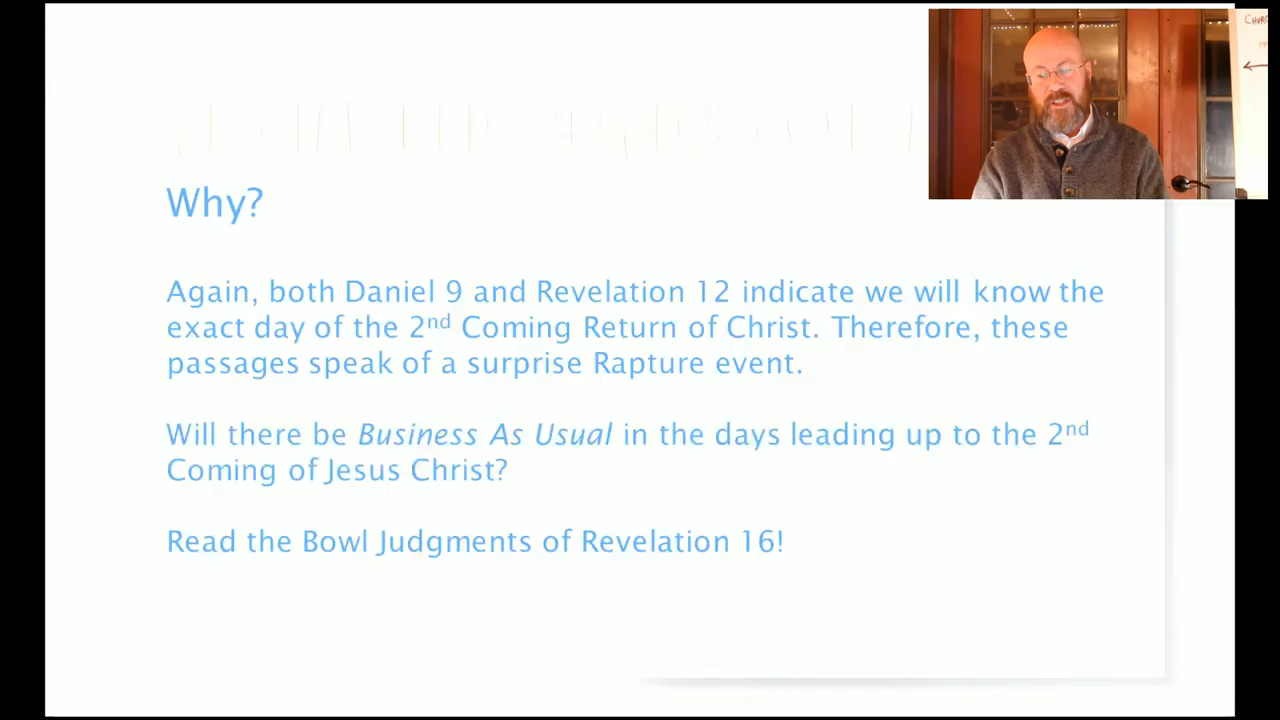 Why?
Again, both Daniel 9 and Revelation 12 indicate we will know the
exact day of the 2nd Coming Return of Christ. Therefore, these
passages speak of a surprise Rapture event.
Will there be Business As Usual in the days leading up to the 2nd
Coming of Jesus Christ?
Read the Bowl Judgments of Revelation 16!